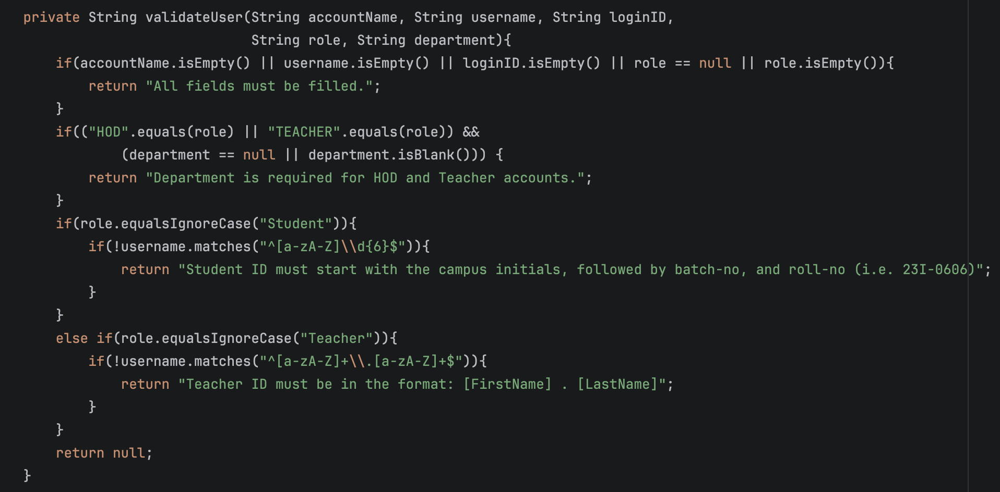 private String validateUser(String accountName, String username, String loginID,
                            String role, String department){
    if(accountName.isEmpty() || username.isEmpty() || loginID.isEmpty() || role == null || role.isEmpty()){
        return "All fields must be filled.";
    }
    if(("HOD".equals(role) || "TEACHER".equals(role)) &&
            (department == null || department.isBlank())) {
        return "Department is required for HOD and Teacher accounts.";
    }
    if(role.equalsIgnoreCase("Student")){
        if(!username.matches("^[a-zA-Z]\\d{6}$")){
            return "Student ID must start with the campus initials, followed by batch-no, and roll-no (i.e. 23I-0606)";
        }
    }
    else if(role.equalsIgnoreCase("Teacher")){
        if(!username.matches("^[a-zA-Z]+\\.[a-zA-Z]+$")){
            return "Teacher ID must be in the format: [FirstName] . [LastName]";
        }
    }
    return null;
}